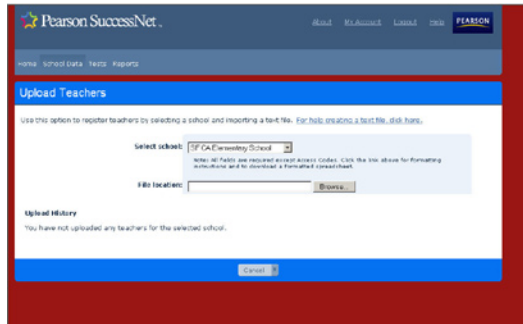 Pearson SuccessNet™
About My Account Logout Help PEARSON
Home School Data Tests Reports
Upload Teachers
Use this option to register teachers by selecting a school and importing a text file. For help creating a text file, click here.
Select school: SIF CA Elementary School
Note: All fields are required except Access Codes. Click the link above for formatting
instructions and to download a formatted spreadsheet.
File location: Browse...
Upload History
You have not uploaded any teachers for the selected school.
Cancel